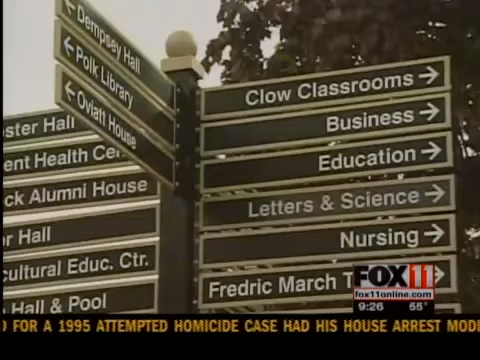 Dempsey Hall
Polk Library
Oviatt House
ster Hall
ent Health Ce
ck Alumni House
or Hall
cultural Educ. Ctr.
Hall & Pool
Clow Classrooms
Business
Education
Letters & Science
Nursing
Fredric March T
FOX 11
fox11online.com
9:26 55°
FOR A 1995 ATTEMPTED HOMICIDE CASE HAD HIS HOUSE ARREST MODI